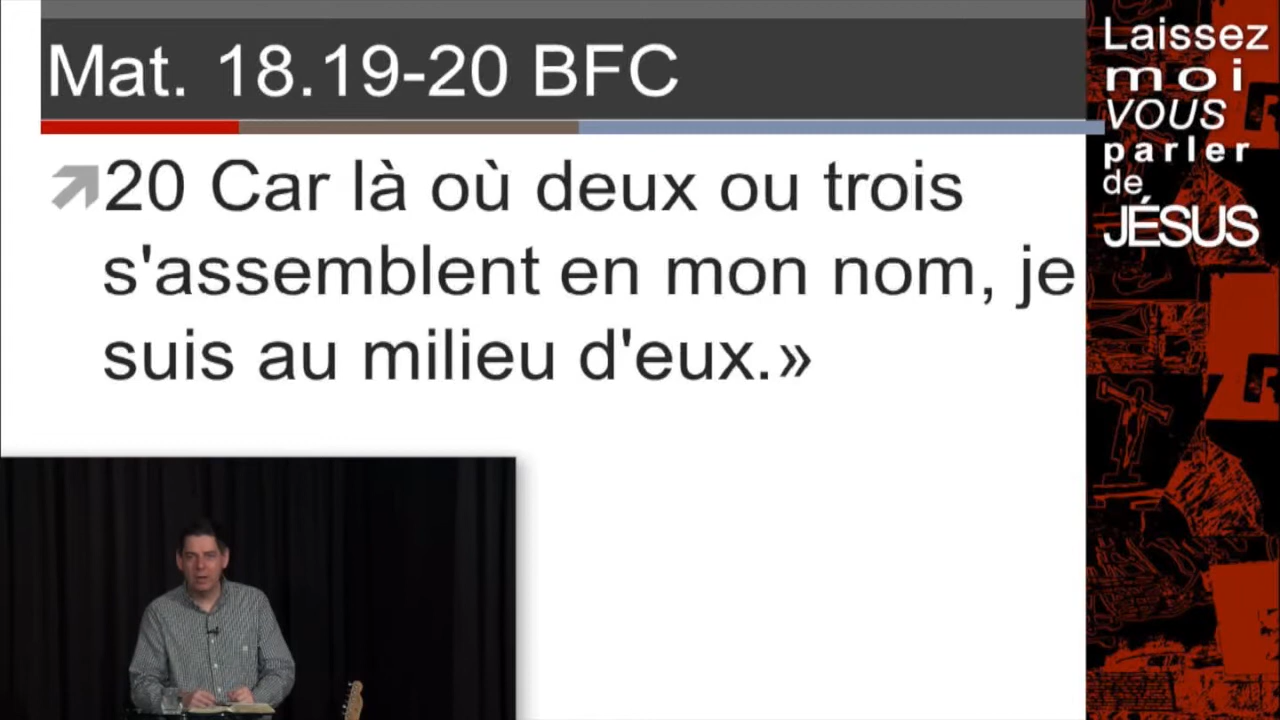 Mat. 18.19-20 BFC
20 Car là où deux ou trois
s'assemblent en mon nom, je
suis au milieu d'eux.»
Laissez
moi
VOUS
parler
de
JÉSUS